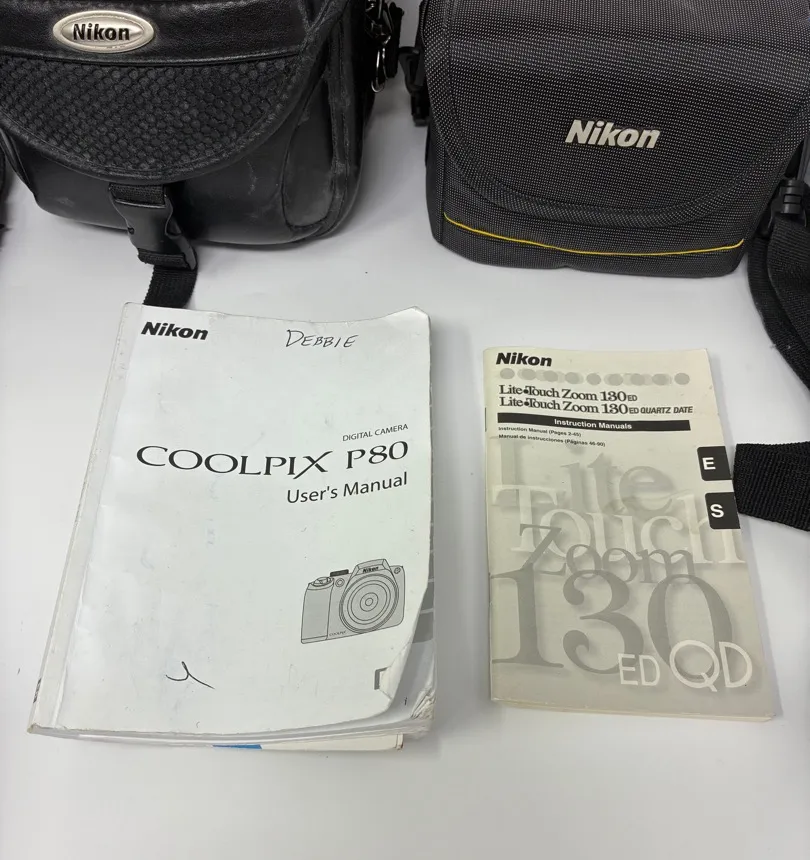 Nikon
Nikon
Nikon
DEBBIE
DIGITAL CAMERA
COOLPIX P80
User's Manual
Nikon
COOLPIX
Nikon
Lite•Touch Zoom 130 ED
Lite•Touch Zoom 130 ED QUARTZ DATE
Instruction Manuals
Instruction Manual (Pages 2-45)
Manual de instrucciones (Páginas 46-90)
E
S
Lite
Touch
Zoom
130
ED QD